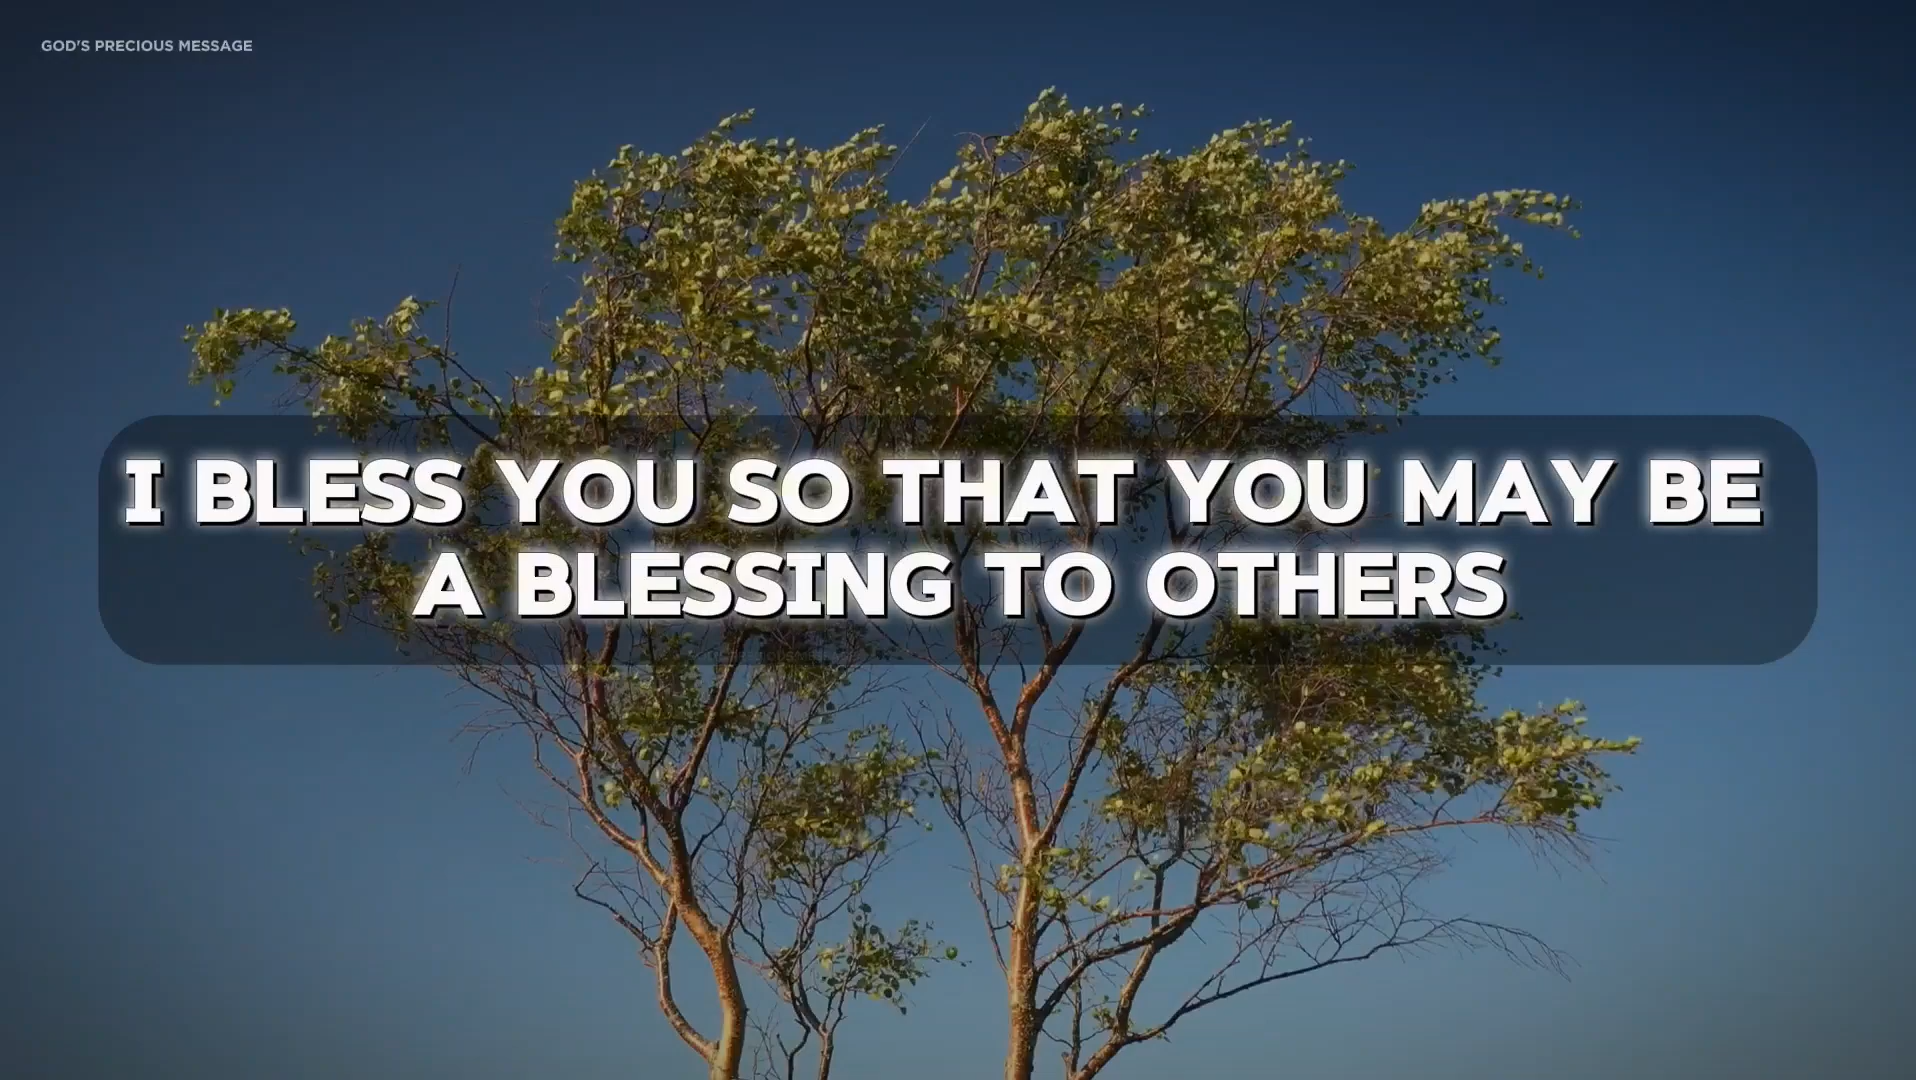 GOD'S PRECIOUS MESSAGE
I BLESS YOU SO THAT YOU MAY BE
A BLESSING TO OTHERS